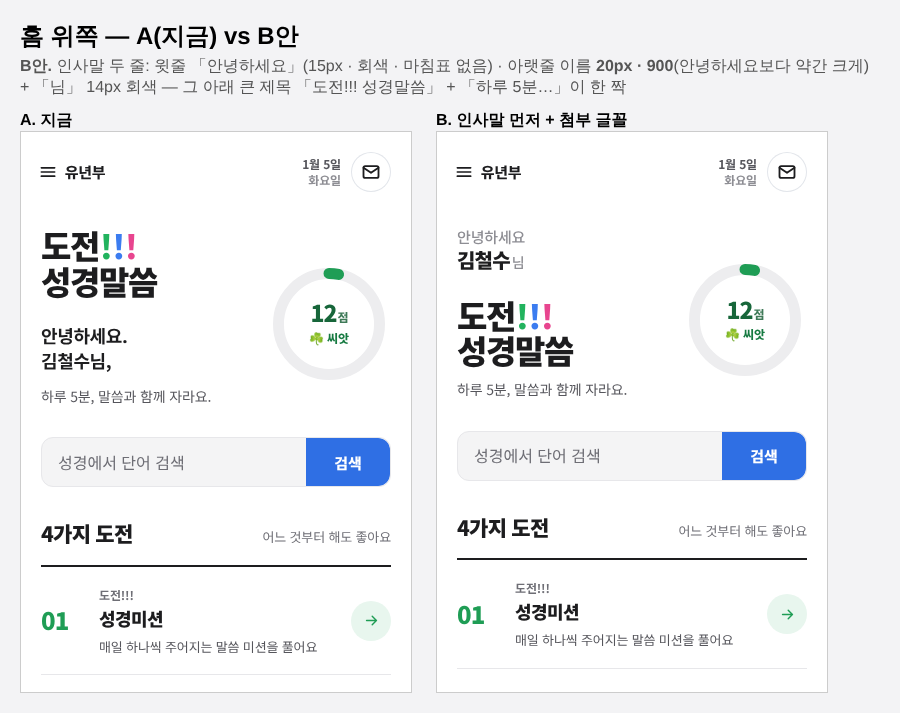 홈 위쪽 — A(지금) vs B안
B안. 인사말 두 줄: 윗줄 「안녕하세요」(15px · 회색 · 마침표 없음) · 아랫줄 이름 20px · 900(안녕하세요보다 약간 크게)
+ 「님」 14px 회색 — 그 아래 큰 제목 「도전!!! 성경말씀」 + 「하루 5분…」이 한 짝
A. 지금
유년부
1월 5일
화요일
도전!!!
성경말씀
안녕하세요.
김철수님,
하루 5분, 말씀과 함께 자라요.
12점
씨앗
성경에서 단어 검색
검색
4가지 도전
어느 것부터 해도 좋아요
01
도전!!!
성경미션
매일 하나씩 주어지는 말씀 미션을 풀어요
B. 인사말 먼저 + 첨부 글꼴
유년부
1월 5일
화요일
안녕하세요
김철수님
도전!!!
성경말씀
하루 5분, 말씀과 함께 자라요.
12점
씨앗
성경에서 단어 검색
검색
4가지 도전
어느 것부터 해도 좋아요
01
도전!!!
성경미션
매일 하나씩 주어지는 말씀 미션을 풀어요